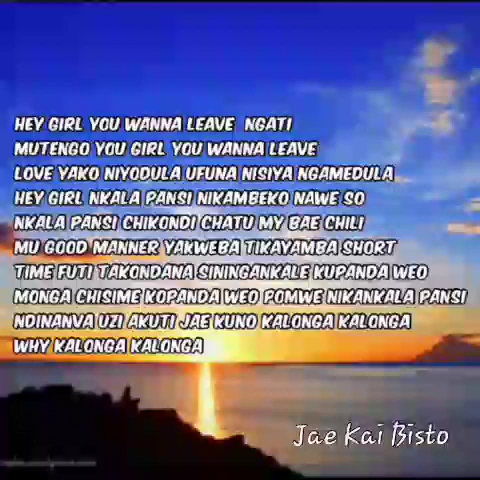 HEY GIRL YOU WANNA LEAVE NGATI
MUTENGO YOU GIRL YOU WANNA LEAVE
LOVE YAKO NIYODULA UFUNA NISIYA NGAMEDULA
HEY GIRL NKALA PANSI NIKAMBEKO NAWE SO
NKALA PANSI CHIKONDI CHATU MY BAE CHILI
MU GOOD MANNER YAKWEBA TIKAYAMBA SHORT
TIME FUTI TAKONDANA SININGANKALE KUPANDA WEO
MONGA CHISIME KOPANDA WEO POMWE NIKANKALA PANSI
NDINANVA UZI AKUTI JAE KUNO KALONGA KALONGA
WHY KALONGA KALONGA
Jae Kai Bisto